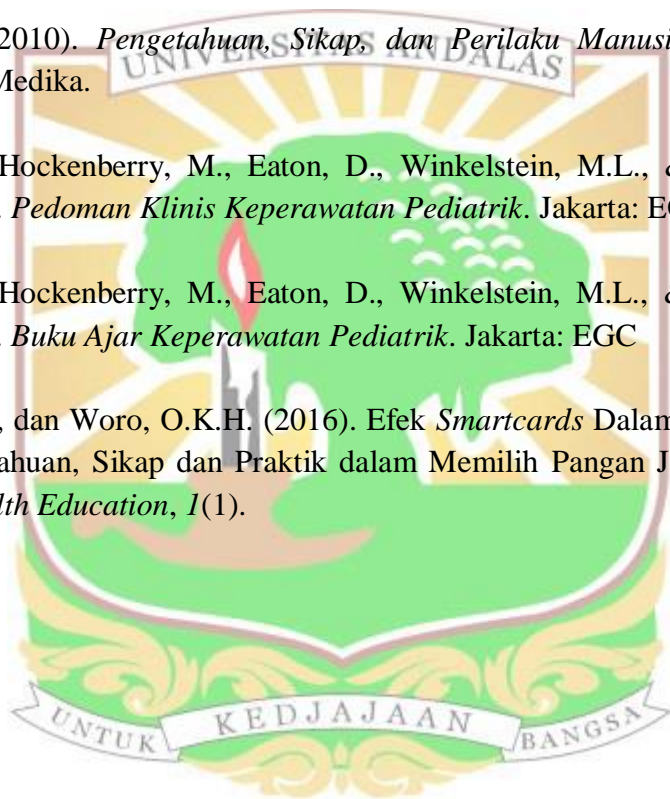 2010). Pengetahuan, Sikap, dan Perilaku Manusi
UNIVERSITAS ANDALAS
Medika.
Hockenberry, M., Eaton, D., Winkelstein, M.L., &
. Pedoman Klinis Keperawatan Pediatrik. Jakarta: E
Hockenberry, M., Eaton, D., Winkelstein, M.L., &
. Buku Ajar Keperawatan Pediatrik. Jakarta: EGC
, dan Woro, O.K.H. (2016). Efek Smartcards Dalam
ahuan, Sikap dan Praktik dalam Memilih Pangan J
lth Education, 1(1).
UNTUK KEDJAJAAN BANGSA